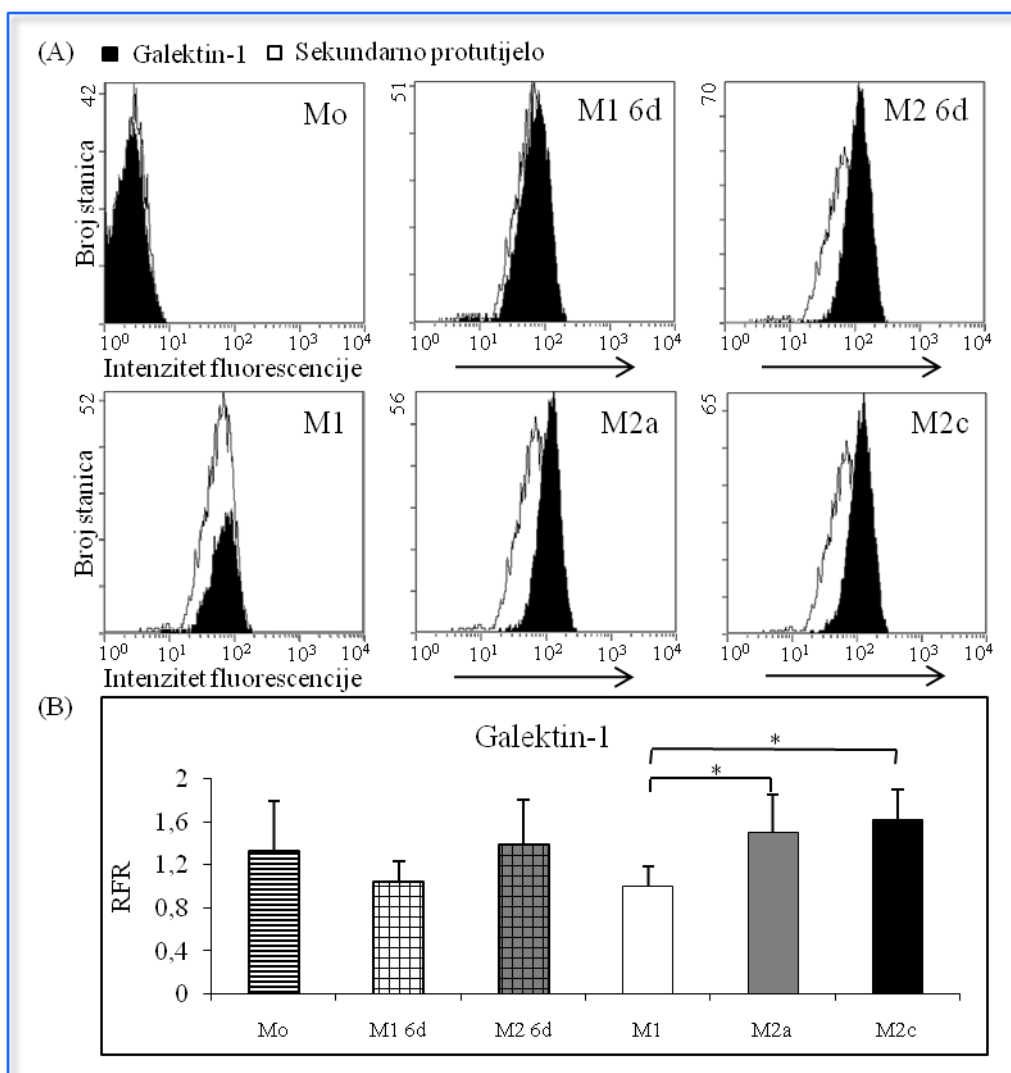 (A) ■ Galektin-1 □ Sekundarno protutijelo
42 Mo
51 M1 6d
70 M2 6d
Broj stanica
10⁰ 10¹ 10² 10³ 10⁴
10⁰ 10¹ 10² 10³ 10⁴
10⁰ 10¹ 10² 10³ 10⁴
Intenzitet fluorescencije
52 M1
56 M2a
65 M2c
Broj stanica
10⁰ 10¹ 10² 10³ 10⁴
10⁰ 10¹ 10² 10³ 10⁴
10⁰ 10¹ 10² 10³ 10⁴
Intenzitet fluorescencije
(B)
Galektin-1
*
*
RFR
2
1,6
1,2
0,8
0,4
0
Mo M1 6d M2 6d M1 M2a M2c